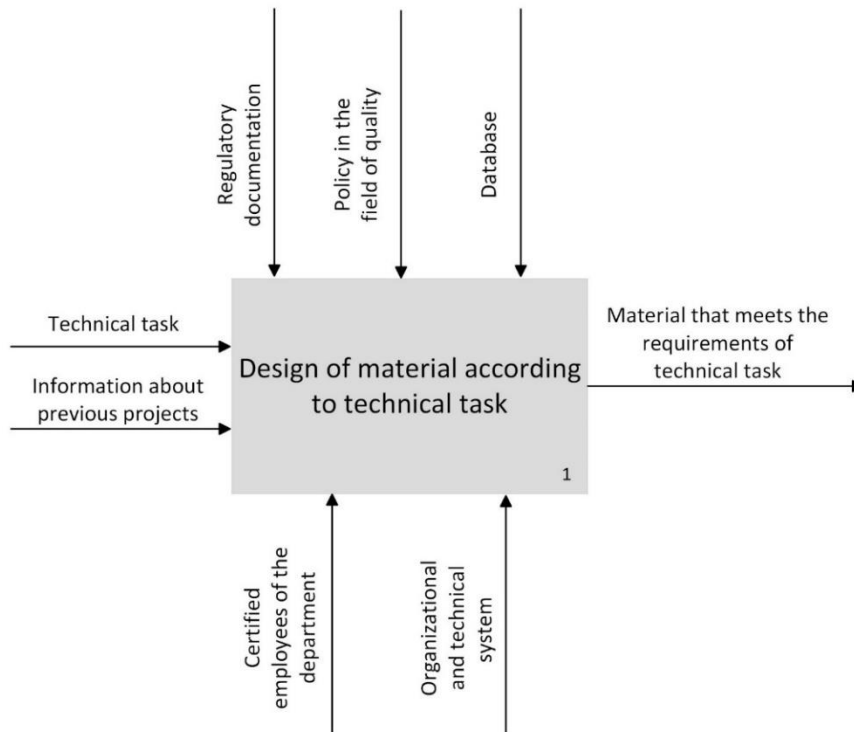 Regulatory
documentation
Policy in the
field of quality
Database
Technical task
Information about
previous projects
Design of material according
to technical task
1
Material that meets the
requirements of
technical task
Certified
employees of the
department
Organizational
and technical
system